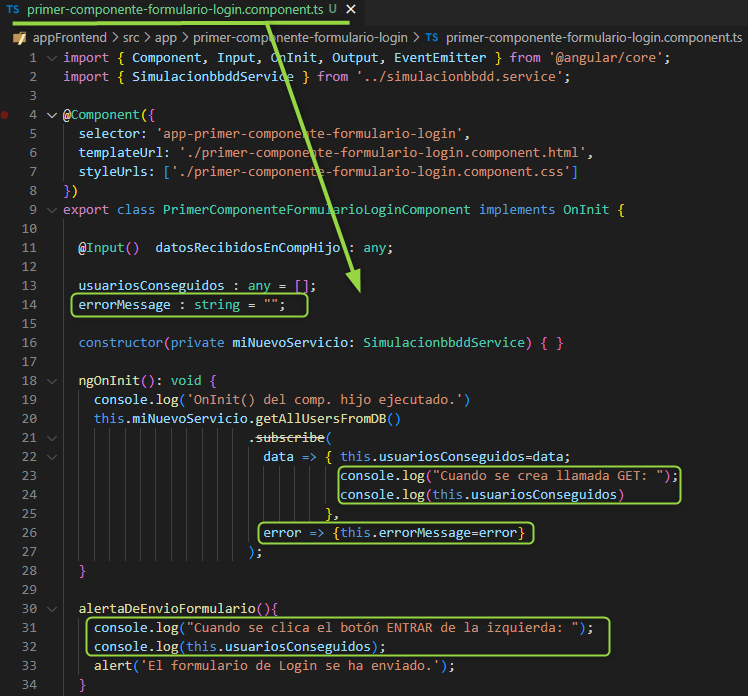 TS primer-componente-formulario-login.component.ts U ×
appFrontend > src > app > primer-componente-formulario-login > TS primer-componente-formulario-login.component.ts
1 import { Component, Input, OnInit, Output, EventEmitter } from '@angular/core';
2 import { SimulacionbbddService } from '../simulacionbbdd.service';
3
4 @Component({
5 selector: 'app-primer-componente-formulario-login',
6 templateUrl: './primer-componente-formulario-login.component.html',
7 styleUrls: ['./primer-componente-formulario-login.component.css']
8 })
9 export class PrimerComponenteFormularioLoginComponent implements OnInit {
10
11 @Input() datosRecibidosEnCompHijo : any;
12
13 usuariosConseguidos : any = [];
14 errorMessage : string = "";
15
16 constructor(private miNuevoServicio: SimulacionbbddService) { }
17
18 ngOnInit(): void {
19 console.log('OnInit() del comp. hijo ejecutado.')
20 this.miNuevoServicio.getAllUsersFromDB()
21 .subscribe(
22 data => { this.usuariosConseguidos=data;
23 console.log("Cuando se crea llamada GET: ");
24 console.log(this.usuariosConseguidos)
25 },
26 error => {this.errorMessage=error}
27 );
28 }
29
30 alertaDeEnvioFormulario(){
31 console.log("Cuando se clica el botón ENTRAR de la izquierda: ");
32 console.log(this.usuariosConseguidos);
33 alert('El formulario de Login se ha enviado.');
34 }